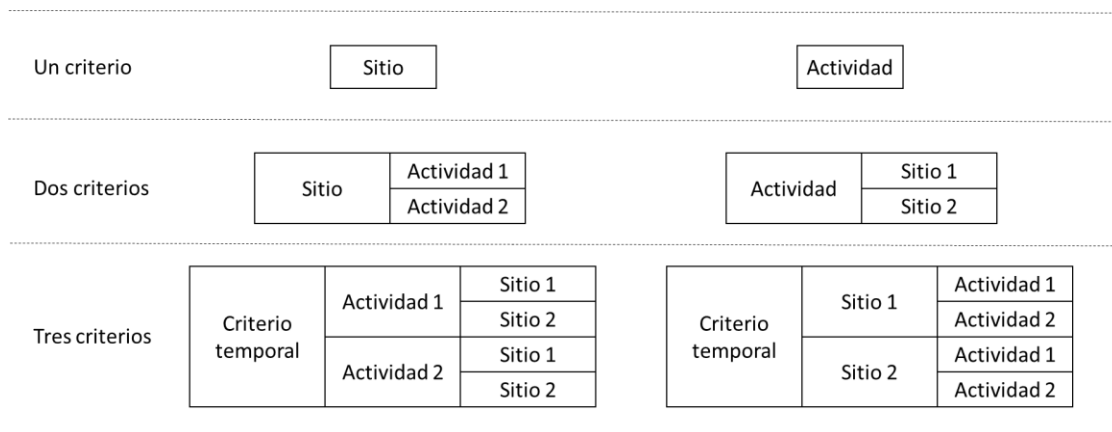 Un criterio
Sitio
Actividad
Dos criterios
Sitio
Actividad 1
Actividad 2
Actividad
Sitio 1
Sitio 2
Tres criterios
Criterio
temporal
Actividad 1
Sitio 1
Sitio 2
Actividad 2
Sitio 1
Sitio 2
Criterio
temporal
Sitio 1
Actividad 1
Actividad 2
Sitio 2
Actividad 1
Actividad 2